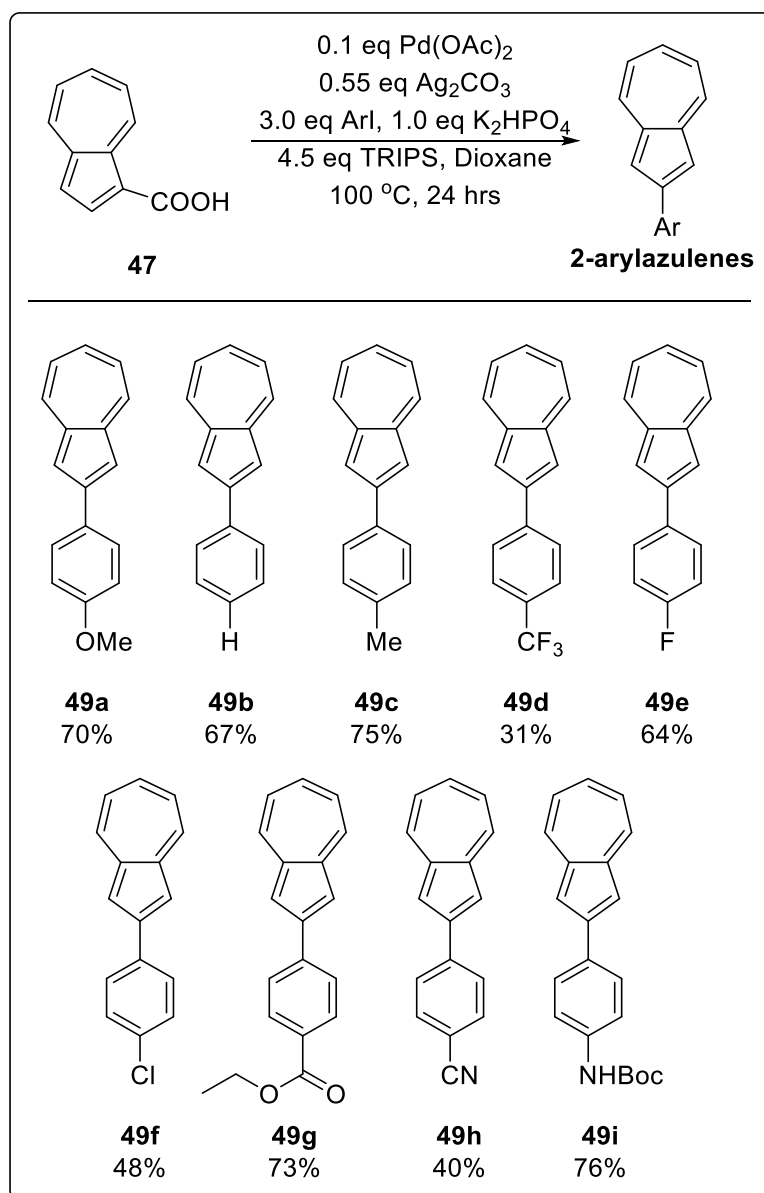 0.1 eq Pd(OAc)₂
0.55 eq Ag₂CO₃
3.0 eq ArI, 1.0 eq K₂HPO₄
4.5 eq TRIPS, Dioxane
100 °C, 24 hrs
COOH
Ar
47
2-arylazulenes
OMe H Me CF₃ F
49a 49b 49c 49d 49e
70% 67% 75% 31% 64%
Cl O O CN NHBoc
49f 49g 49h 49i
48% 73% 40% 76%